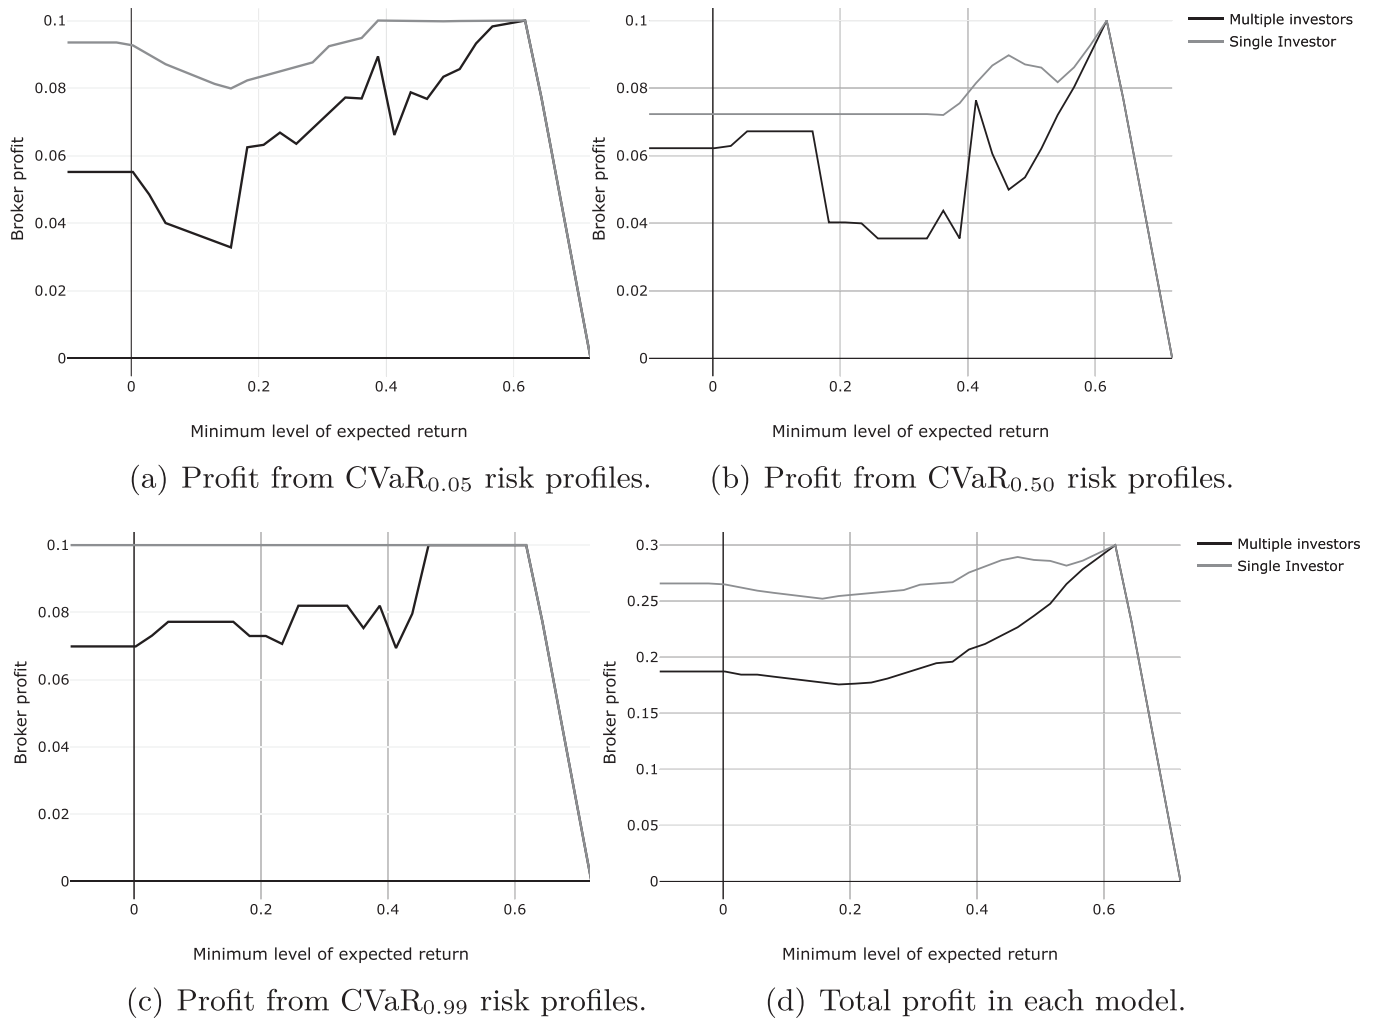 0.1
0.08
0.06
0.04
0.02
0
Broker profit
0
0.2
0.4
0.6
Minimum level of expected return
(a) Profit from CVaR0.05 risk profiles.
0.1
0.08
0.06
0.04
0.02
0
Broker profit
0
0.2
0.4
0.6
Minimum level of expected return
Multiple investors
Single Investor
(b) Profit from CVaR0.50 risk profiles.
0.1
0.08
0.06
0.04
0.02
0
Broker profit
0
0.2
0.4
0.6
Minimum level of expected return
(c) Profit from CVaR0.99 risk profiles.
0.3
0.25
0.2
0.15
0.1
0.05
0
Broker profit
0
0.2
0.4
0.6
Minimum level of expected return
Multiple investors
Single Investor
(d) Total profit in each model.